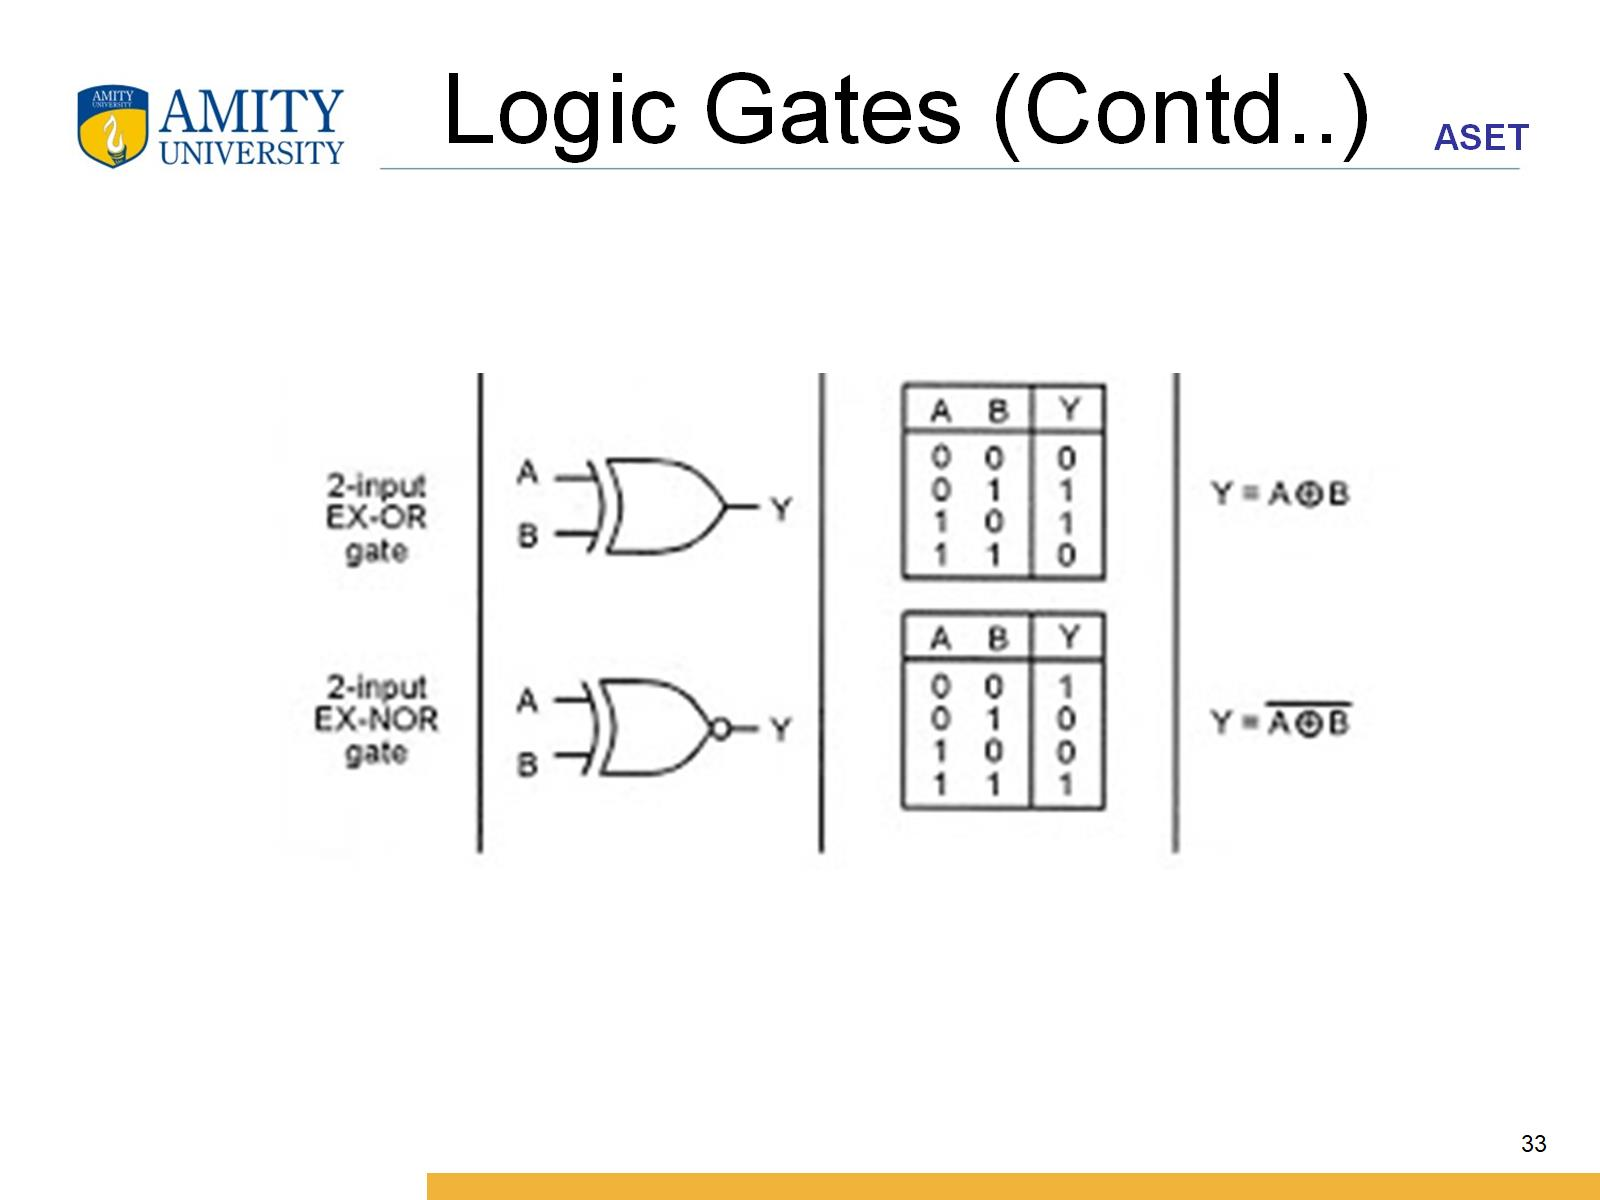 AMITY
UNIVERSITY
AMITY
UNIVERSITY
Logic Gates (Contd..)
ASET
2-input
EX-OR
gate
A
B
Y
A B Y
0 0 0
0 1 1
1 0 1
1 1 0
Y = A⊕B
2-input
EX-NOR
gate
A
B
Y
A B Y
0 0 1
0 1 0
1 0 0
1 1 1
Y = A̅⊕̅B̅
33